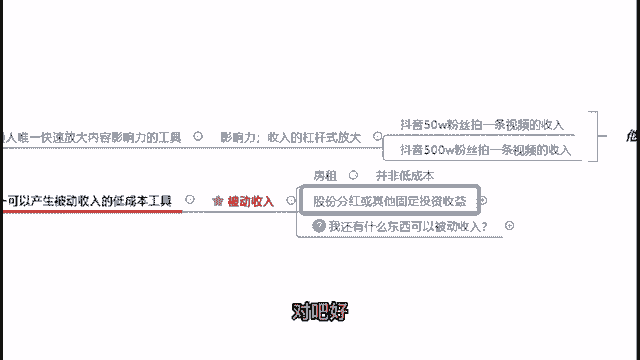 抖音50w粉丝拍一条视频的收入
人唯一快速放大内容影响力的工具
影响力；收入的杠杆式放大
抖音500w粉丝拍一条视频的收入
房租
并非低成本
一可以产生被动收入的低成本工具
被动收入
股份分红或其他固定投资收益
我还有什么东西可以被动收入？
对吧好